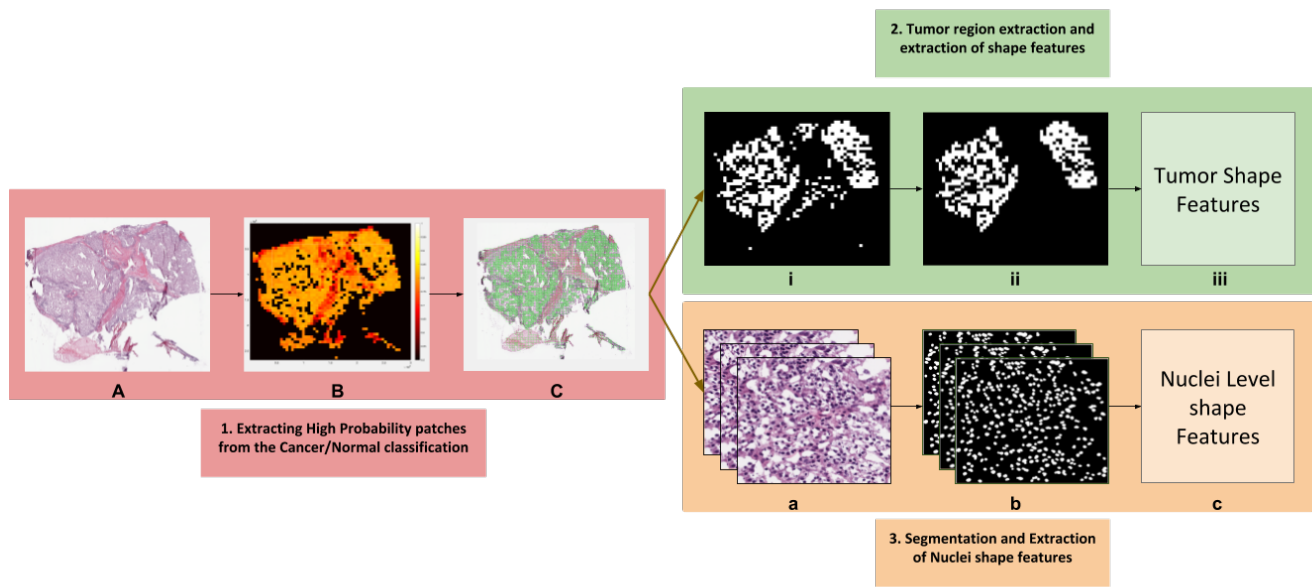 2. Tumor region extraction and
extraction of shape features
i
ii
iii
Tumor Shape
Features
A
B
C
1. Extracting High Probability patches
from the Cancer/Normal classification
Nuclei Level
shape
Features
a
b
c
3. Segmentation and Extraction
of Nuclei shape features